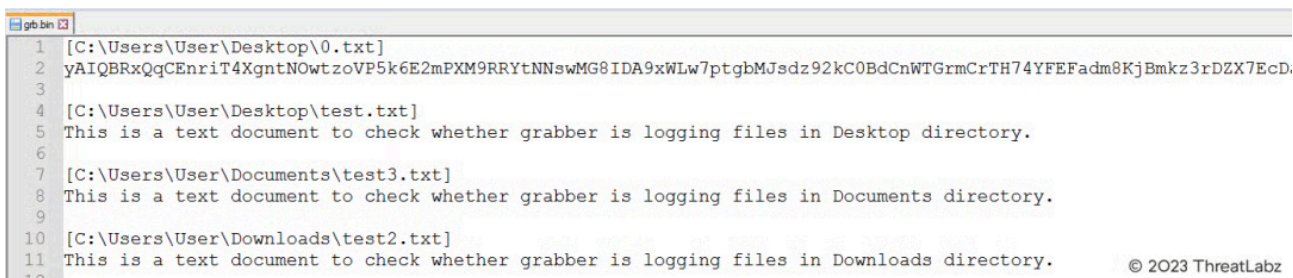 grb.bin
1 [C:\Users\User\Desktop\0.txt]
2 yAIQBRxQqCEnriT4XgntNOwtzoVP5k6E2mPXM9RRYtNNswMG8IDA9xWLw7ptgbMJsdz92kC0BdCnWTGrmCrTH74YFEFadm8KjBmkz3rDZX7EcD
3
4 [C:\Users\User\Desktop\test.txt]
5 This is a text document to check whether grabber is logging files in Desktop directory.
6
7 [C:\Users\User\Documents\test3.txt]
8 This is a text document to check whether grabber is logging files in Documents directory.
9
10 [C:\Users\User\Downloads\test2.txt]
11 This is a text document to check whether grabber is logging files in Downloads directory.
© 2023 ThreatLabz